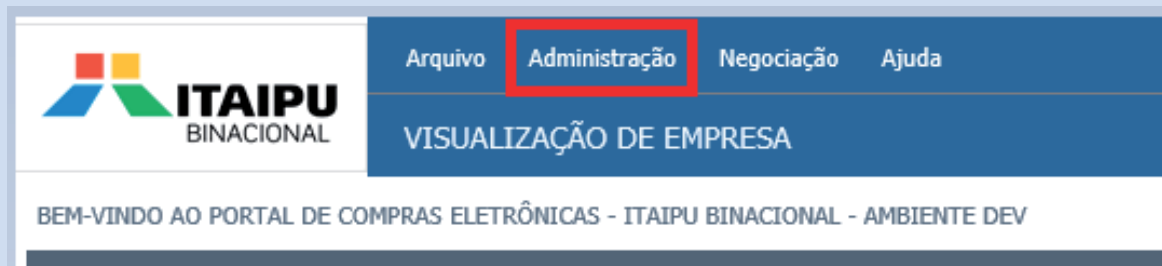 ITAIPU
BINACIONAL
Arquivo Administração Negociação Ajuda
VISUALIZAÇÃO DE EMPRESA
BEM-VINDO AO PORTAL DE COMPRAS ELETRÔNICAS - ITAIPU BINACIONAL - AMBIENTE DEV